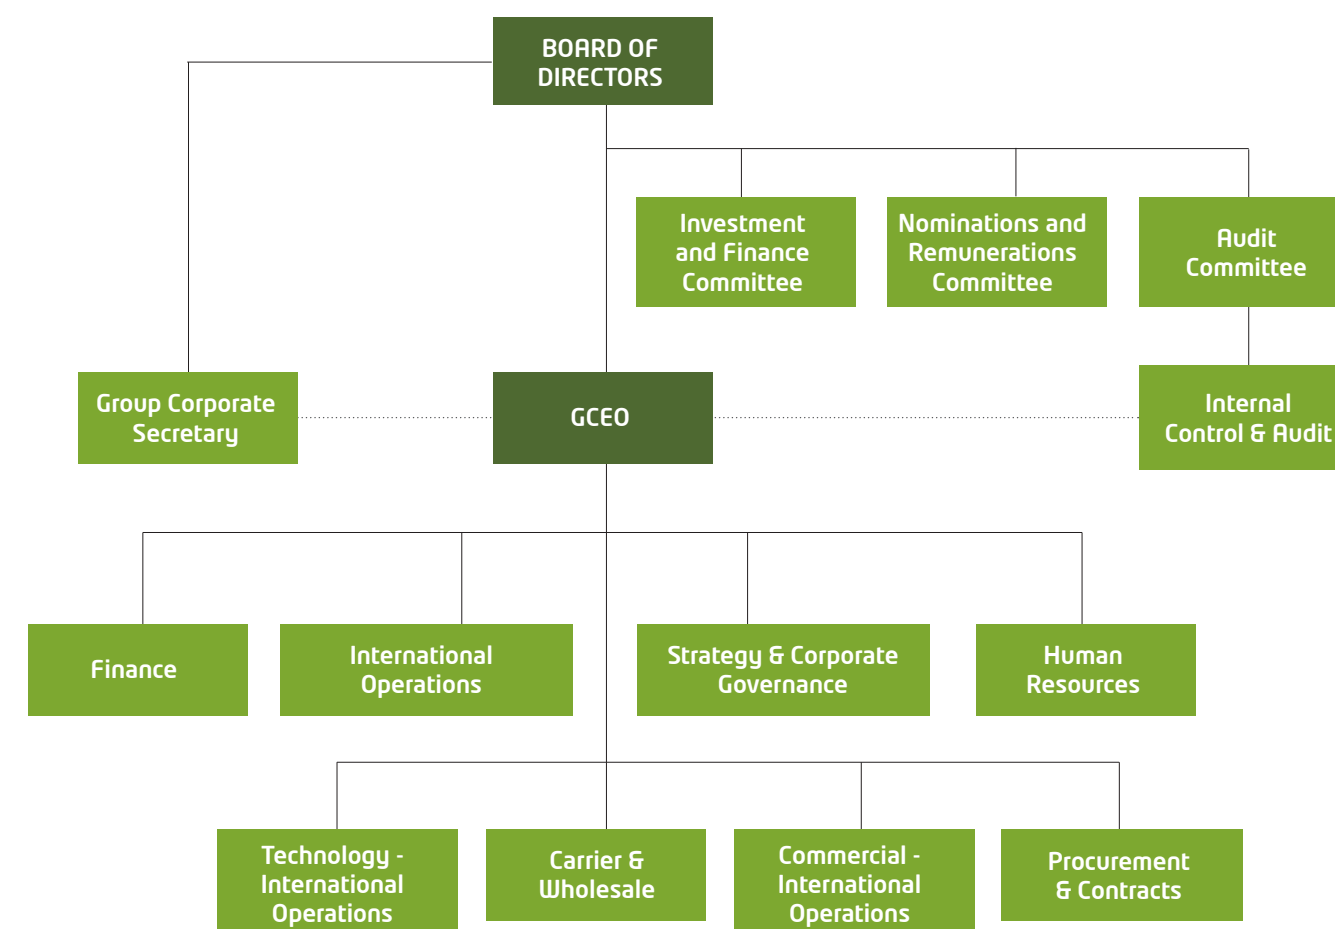 BOARD OF
DIRECTORS
Investment
and Finance
Committee
Nominations and
Remunerations
Committee
Audit
Committee
Group Corporate
Secretary
GCEO
Internal
Control & Audit
Finance
International
Operations
Strategy & Corporate
Governance
Human
Resources
Technology -
International
Operations
Carrier &
Wholesale
Commercial -
International
Operations
Procurement
& Contracts